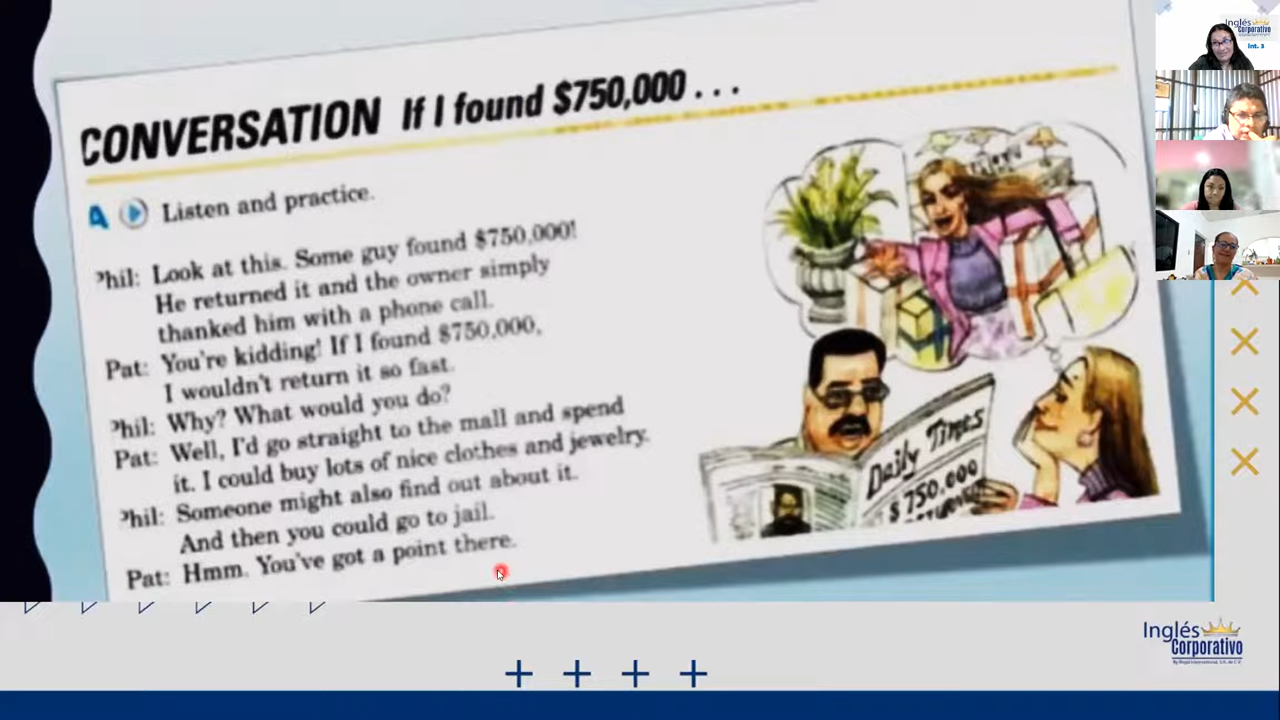 CONVERSATION If I found $750,000 . . .
A Listen and practice.
Phil: Look at this. Some guy found $750,000!
He returned it and the owner simply
thanked him with a phone call.
Pat: You're kidding! If I found $750,000,
I wouldn't return it so fast.
Phil: Why? What would you do?
Pat: Well, I'd go straight to the mall and spend
it. I could buy lots of nice clothes and jewelry.
Phil: Someone might also find out about it.
And then you could go to jail.
Pat: Hmm. You've got a point there.
Daily Times
$750,000
Inglés
Corporativo
Int. 3
Inglés
Corporativo